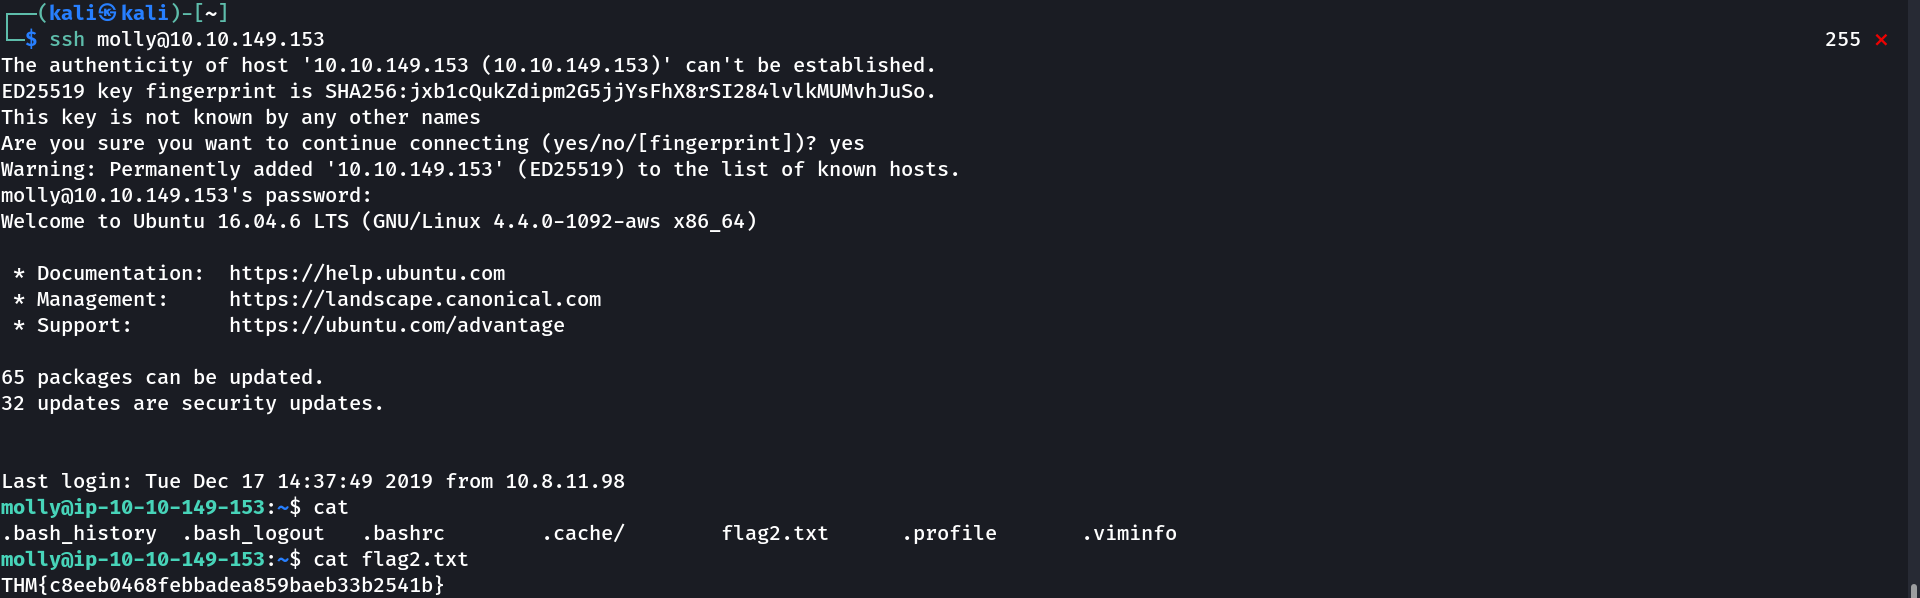 ┌──(kali㉿kali)-[~]
└─$ ssh molly@10.10.149.153 255 ⨯
The authenticity of host '10.10.149.153 (10.10.149.153)' can't be established.
ED25519 key fingerprint is SHA256:jxb1cQukZdipm2G5jjYsFhX8rSI284lvlkMUMvhJuSo.
This key is not known by any other names
Are you sure you want to continue connecting (yes/no/[fingerprint])? yes
Warning: Permanently added '10.10.149.153' (ED25519) to the list of known hosts.
molly@10.10.149.153's password:
Welcome to Ubuntu 16.04.6 LTS (GNU/Linux 4.4.0-1092-aws x86_64)
* Documentation:  https://help.ubuntu.com
* Management:     https://landscape.canonical.com
* Support:        https://ubuntu.com/advantage
65 packages can be updated.
32 updates are security updates.
Last login: Tue Dec 17 14:37:49 2019 from 10.8.11.98
molly@ip-10-10-149-153:~$ cat
.bash_history  .bash_logout   .bashrc        .cache/        flag2.txt      .profile       .viminfo
molly@ip-10-10-149-153:~$ cat flag2.txt
THM{c8eeb0468febbadea859baeb33b2541b}